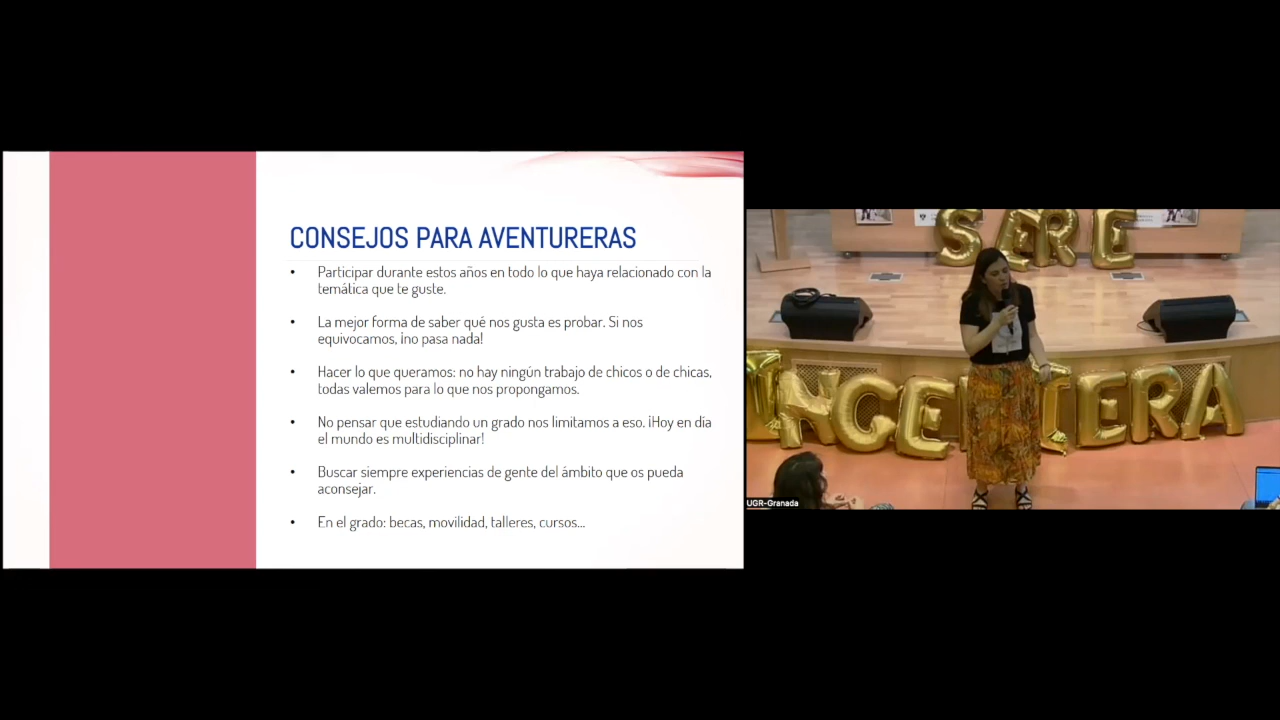 CONSEJOS PARA AVENTURERAS
• Participar durante estos años en todo lo que haya relacionado con la
temática que te guste.
• La mejor forma de saber qué nos gusta es probar. Si nos
equivocamos, ¡no pasa nada!
• Hacer lo que queramos: no hay ningún trabajo de chicos o de chicas,
todas valemos para lo que nos propongamos.
• No pensar que estudiando un grado nos limitamos a eso. ¡Hoy en día
el mundo es multidisciplinar!
• Buscar siempre experiencias de gente del ámbito que os pueda
aconsejar.
• En el grado: becas, movilidad, talleres, cursos...
SERE
INGENIERA
UGR-Granada